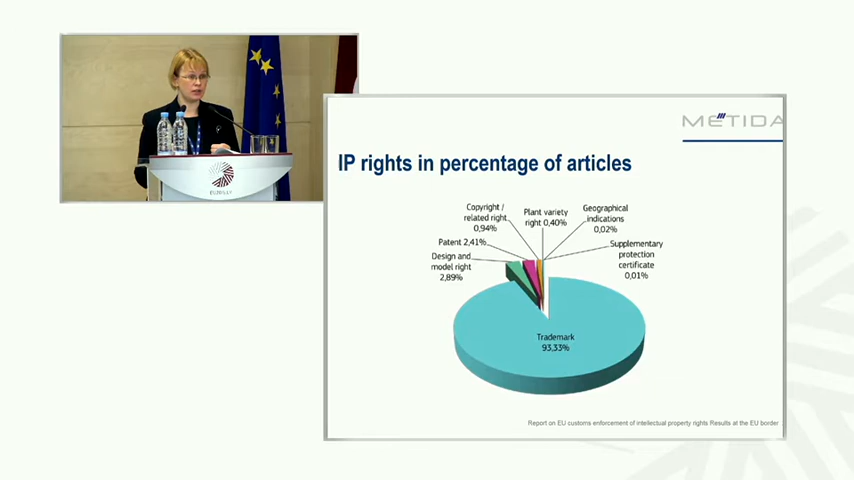 METIDA
IP rights in percentage of articles
Copyright /
related right
0,94%
Plant variety
right 0,40%
Geographical
indications
0,02%
Patent 2,41%
Supplementary
protection
certificate
0,01%
Design and
model right
2,89%
Trademark
93,33%
Report on EU customs enforcement of intellectual property rights Results at the EU border